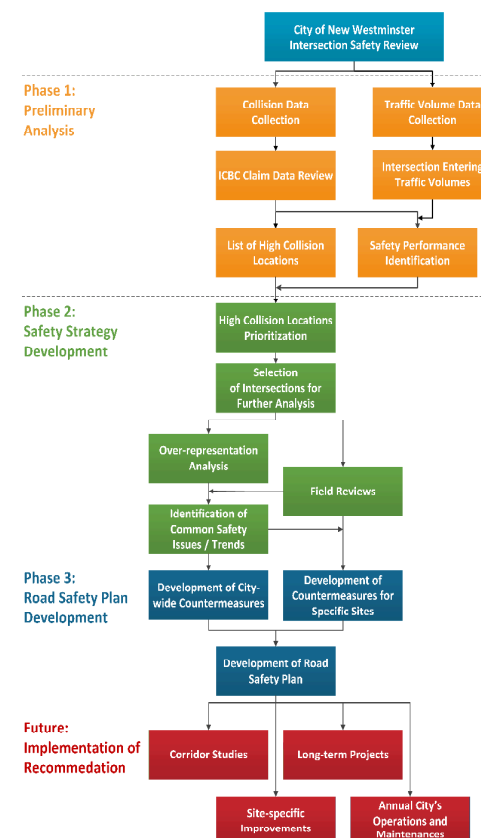 City of New Westminster
Intersection Safety Review
Phase 1:
Preliminary
Analysis
Collision Data
Collection
Traffic Volume Data
Collection
ICBC Claim Data Review
Intersection Entering
Traffic Volumes
List of High Collision
Locations
Safety Performance
Identification
Phase 2:
Safety Strategy
Development
High Collision Locations
Prioritization
Selection
of Intersections for
Further Analysis
Over-representation
Analysis
Field Reviews
Identification of
Common Safety
Issues / Trends
Phase 3:
Road Safety Plan
Development
Development of City-
wide Countermeasures
Development of
Countermeasures for
Specific Sites
Development of Road
Safety Plan
Future:
Implementation of
Recommedation
Corridor Studies
Long-term Projects
Site-specific
Improvements
Annual City's
Operations and
Maintenances